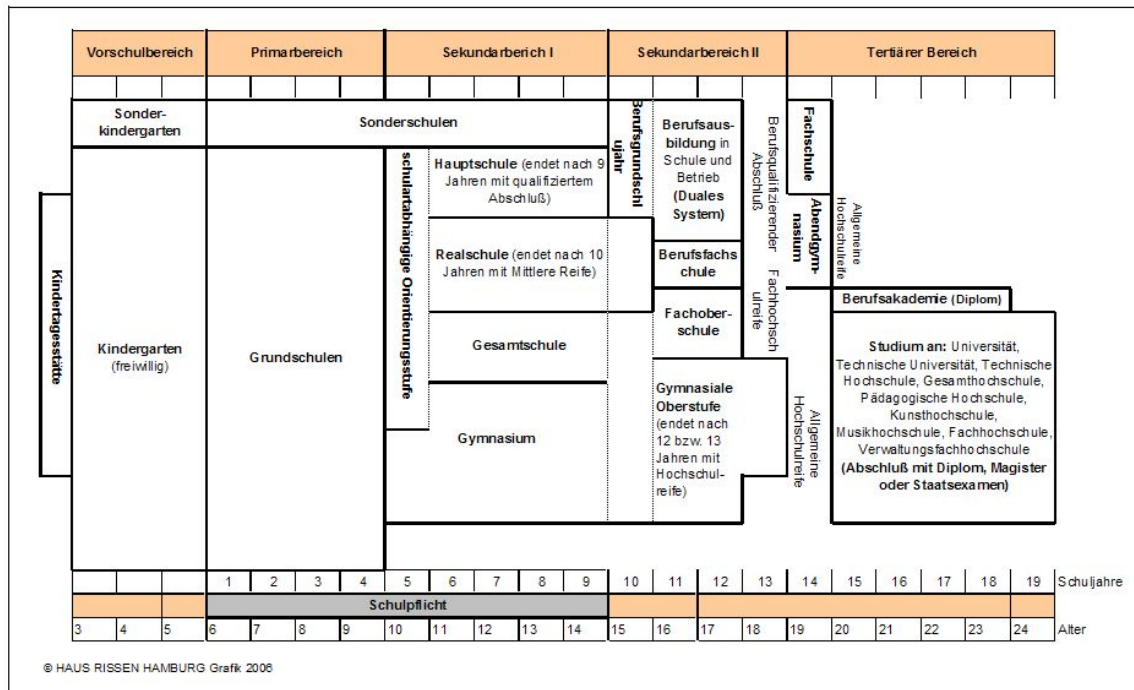 Vorschulbereich
Primarbereich
Sekundarberich I
Sekundarbereich II
Tertiärer Bereich
Sonder-
kindergarten
Sonderschulen
Kindertagesstätte
Kindergarten
(freiwillig)
Grundschulen
schulartabhängige Orientierungsstufe
Hauptschule (endet nach 9
Jahren mit qualifiziertem
Abschluß)
Realschule (endet nach 10
Jahren mit Mittlere Reife)
Gesamtschule
Gymnasium
Berufsgrundschl
ujahr
Berufsaus-
bildung in
Schule und
Betrieb
(Duales
System)
Berufsfachs
chule
Fachober-
schule
Gymnasiale
Oberstufe
(endet nach
12 bzw. 13
Jahren mit
Hochschul-
reife)
Berufsqualifizierender
Abschluß
Fachhochsch
ulreife
Fachschule
Abendgym-
nasium
Allgemeine
Hochschulreife
Allgemeine
Hochschulreife
Berufsakademie (Diplom)
Studium an: Universität,
Technische Universität, Technische
Hochschule, Gesamthochschule,
Pädagogische Hochschule,
Kunsthochschule,
Musikhochschule, Fachhochschule,
Verwaltungsfachhochschule
(Abschluß mit Diplom, Magister
oder Staatsexamen)
1 2 3 4 5 6 7 8 9 10 11 12 13 14 15 16 17 18 19 Schuljahre
Schulpflicht
3 4 5 6 7 8 9 10 11 12 13 14 15 16 17 18 19 20 21 22 23 24 Alter
© HAUS RISSEN HAMBURG Grafik 2006